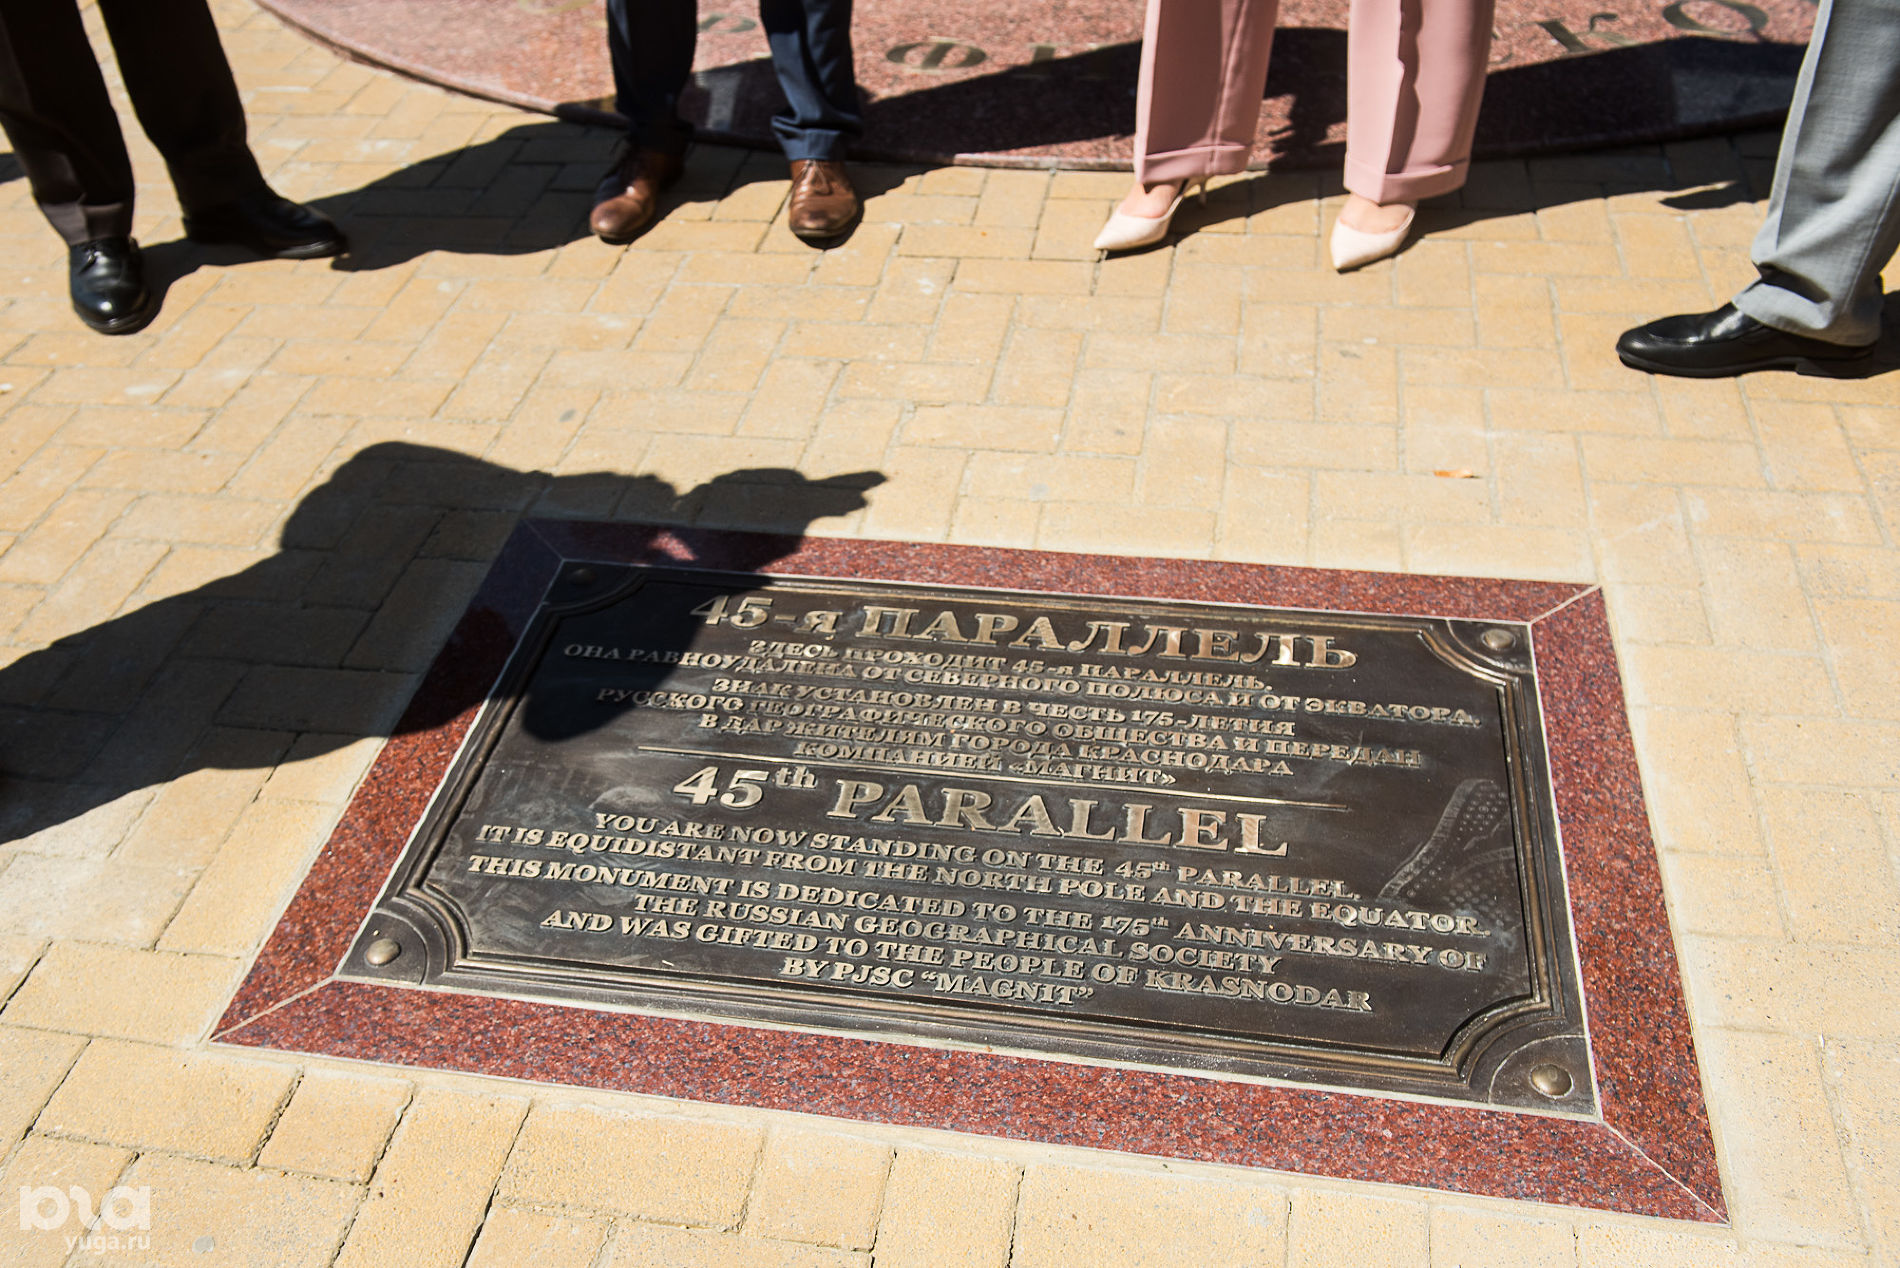 45-я ПАРАЛЛЕЛЬ
ЗДЕСЬ ПРОХОДИТ 45-я ПАРАЛЛЕЛЬ.
ОНА РАВНОУДАЛЕНА ОТ СЕВЕРНОГО ПОЛЮСА И ОТ ЭКВАТОРА.
ЗНАК УСТАНОВЛЕН В ЧЕСТЬ 175-ЛЕТИЯ
РУССКОГО ГЕОГРАФИЧЕСКОГО ОБЩЕСТВА И ПЕРЕДАН
В ДАР ЖИТЕЛЯМ ГОРОДА КРАСНОДАРА
КОМПАНИЕЙ «МАГНИТ»
45th PARALLEL
YOU ARE NOW STANDING ON THE 45th PARALLEL.
IT IS EQUIDISTANT FROM THE NORTH POLE AND THE EQUATOR.
THIS MONUMENT IS DEDICATED TO THE 175th ANNIVERSARY OF
THE RUSSIAN GEOGRAPHICAL SOCIETY
AND WAS GIFTED TO THE PEOPLE OF KRASNODAR
BY PJSC "MAGNIT"
yuga.ru